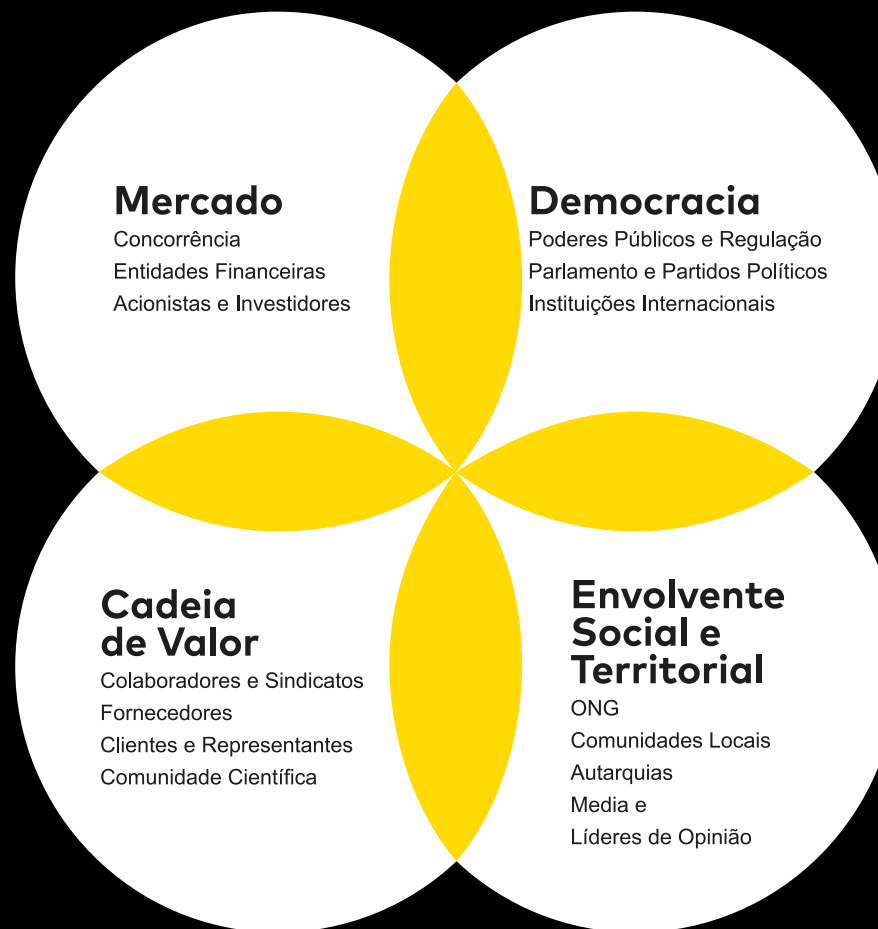 Mercado
Concorrência
Entidades Financeiras
Acionistas e Investidores
Democracia
Poderes Públicos e Regulação
Parlamento e Partidos Políticos
Instituições Internacionais
Cadeia
de Valor
Colaboradores e Sindicatos
Fornecedores
Clientes e Representantes
Comunidade Científica
Envolvente
Social e
Territorial
ONG
Comunidades Locais
Autarquias
Media e
Líderes de Opinião